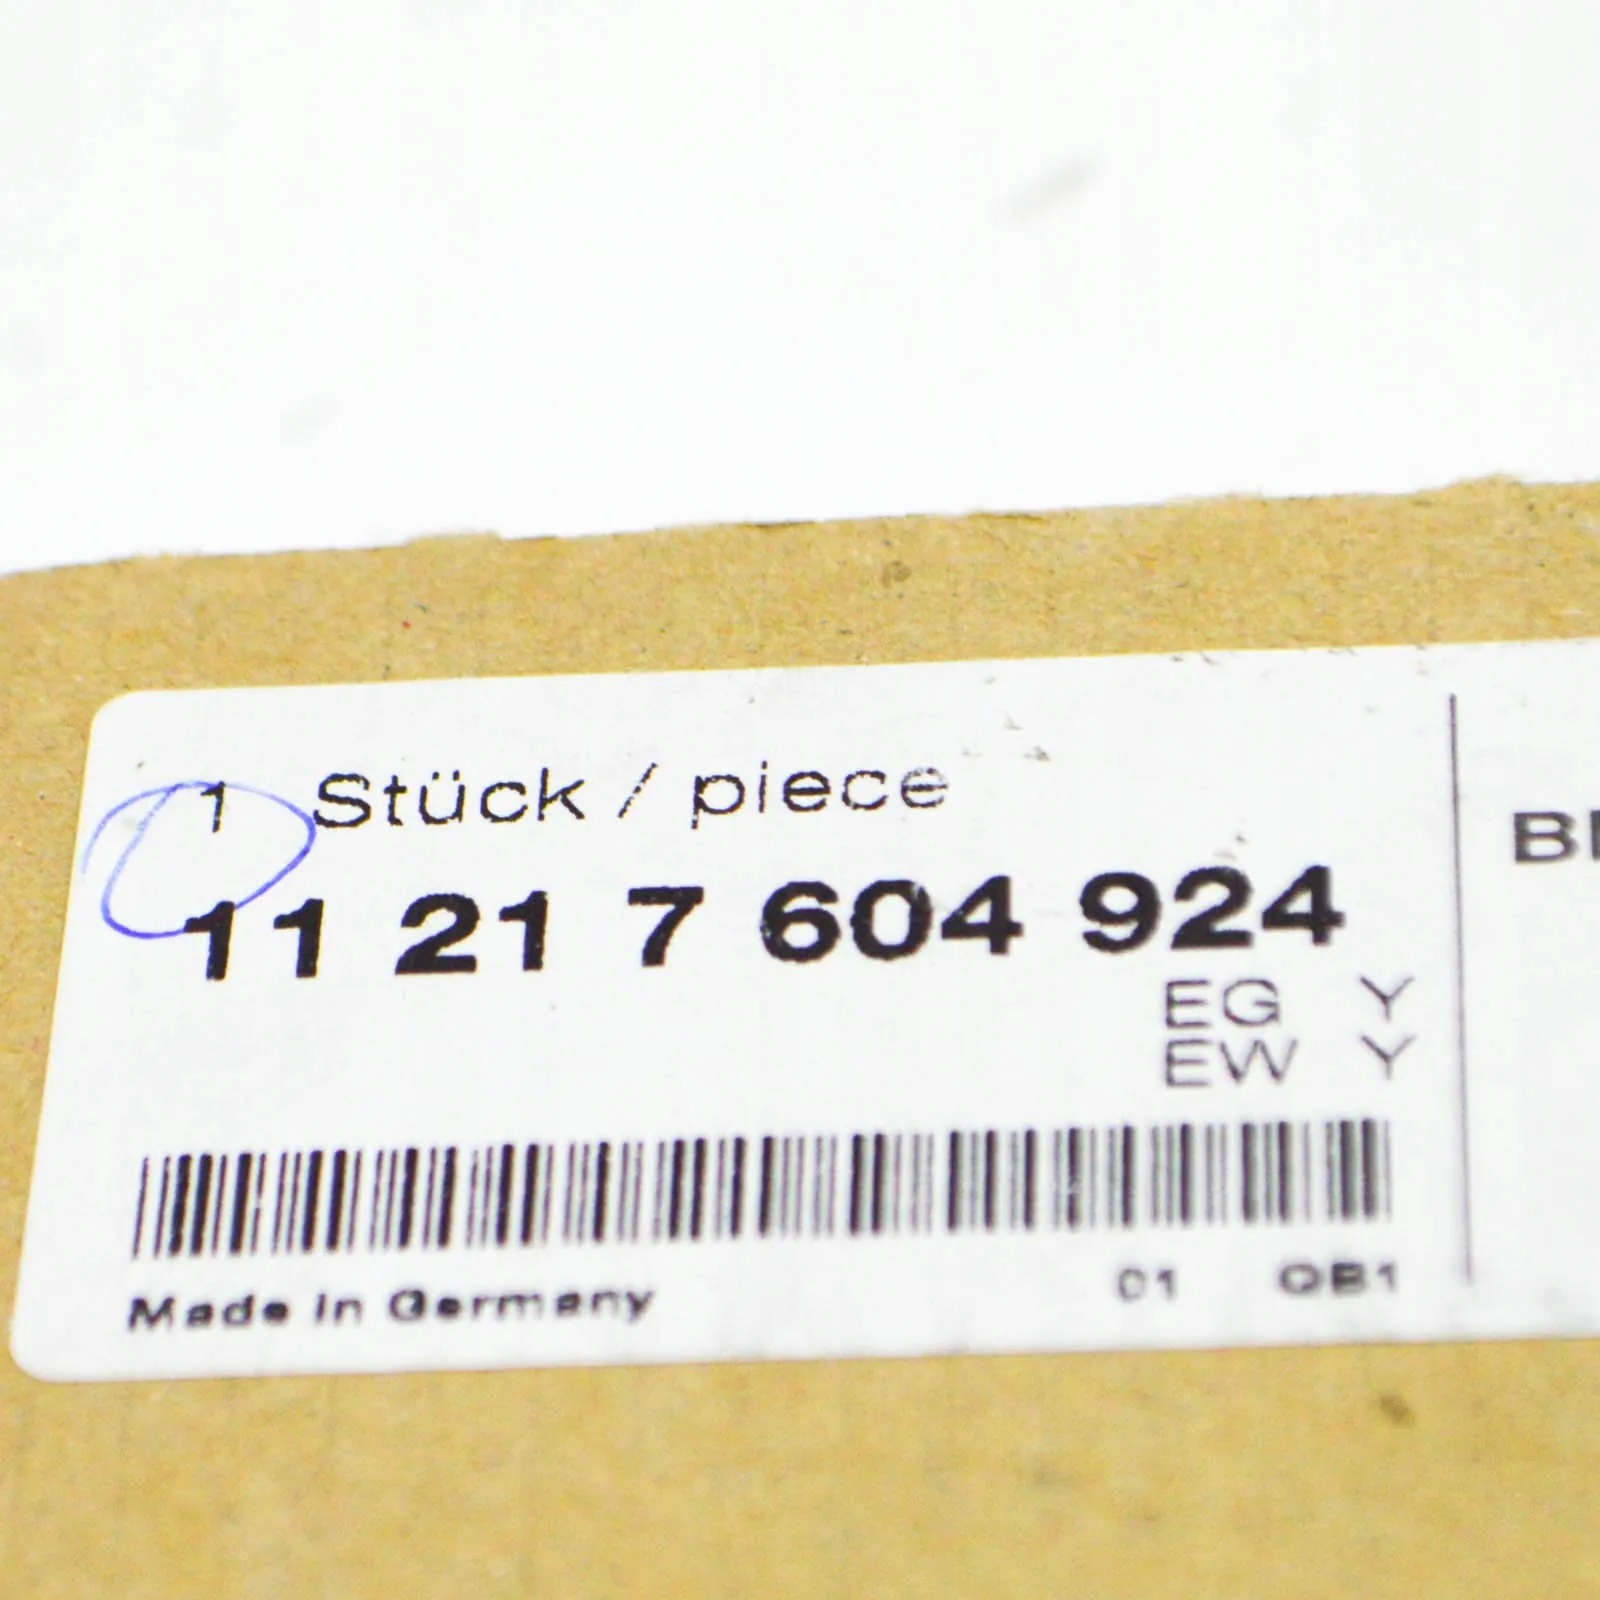 1 Stück / piece
11 21 7 604 924
EG Y
EW Y
Made in Germany 01 QB1